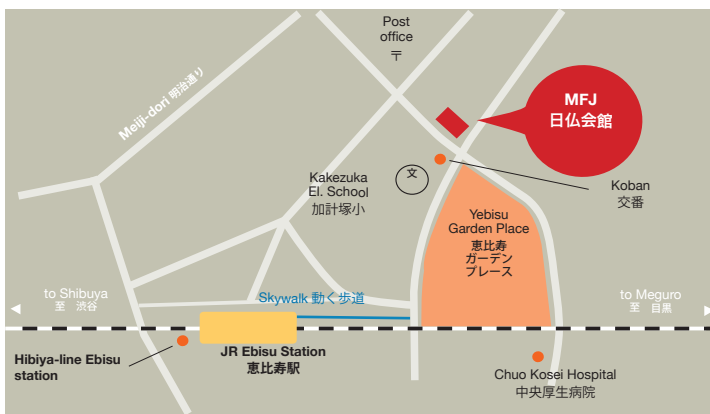 Post
office
〒
Meiji-dori 明治通り
MFJ
日仏会館
Kakezuka
El. School
加計塚小
文
Koban
交番
Yebisu
Garden Place
恵比寿
ガーデン
プレース
to Shibuya
至 渋谷
Skywalk 動く歩道
to Meguro
至 目黒
Hibiya-line Ebisu
station
JR Ebisu Station
恵比寿駅
Chuo Kosei Hospital
中央厚生病院